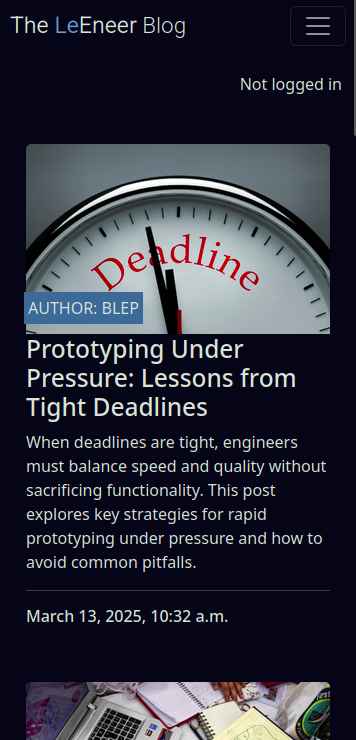 The LeEneer Blog
Not logged in
Deadline
AUTHOR: BLEP
Prototyping Under
Pressure: Lessons from
Tight Deadlines
When deadlines are tight, engineers
must balance speed and quality without
sacrificing functionality. This post
explores key strategies for rapid
prototyping under pressure and how to
avoid common pitfalls.
March 13, 2025, 10:32 a.m.